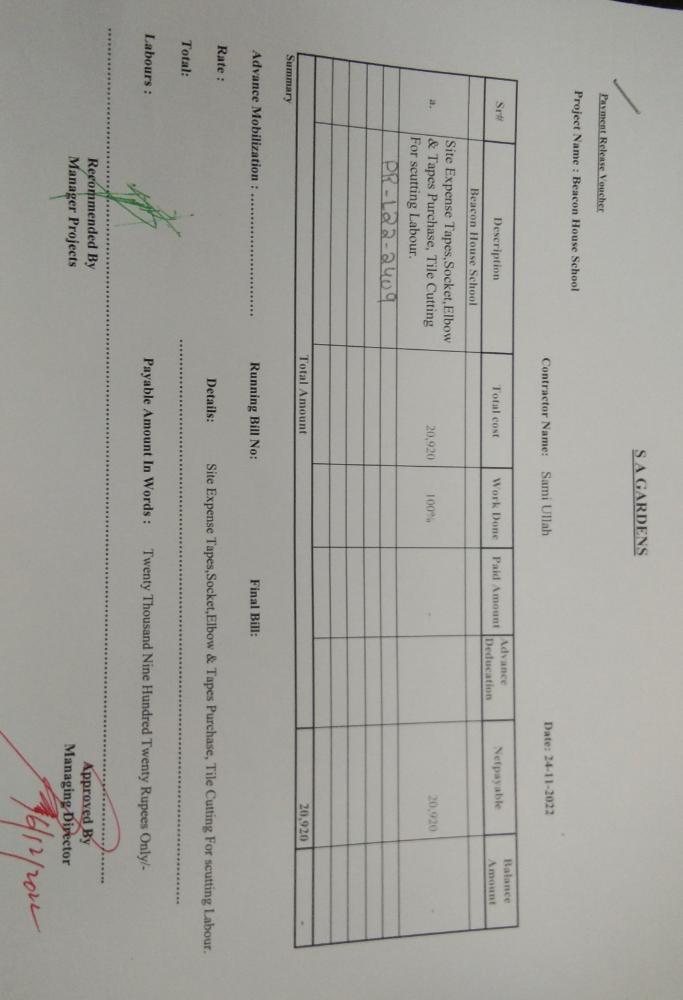 S A GARDENS
Payment Release Voucher
Project Name : Beacon House School
Contractor Name: Sami Ullah
Date: 24-11-2022
Sr# Description Total cost Work Done Paid Amount Advance Deducation Netpayable Balance Amount
Beacon House School
a. Site Expense Tapes,Socket,Elbow & Tapes Purchase, Tile Cutting For scutting Labour. 20,920 100% - 20,920 -
PR-L22-2409
Total Amount 20,920 -
Summary
Advance Mobilization : .......................... Running Bill No: Final Bill:
Rate : Details: Site Expense Tapes,Socket,Elbow & Tapes Purchase, Tile Cutting For scutting Labour.
Total:
Labours : Payable Amount In Words : Twenty Thousand Nine Hundred Twenty Rupees Only/-
Recommended By
Manager Projects
Approved By
Managing Director
/6/12/2022